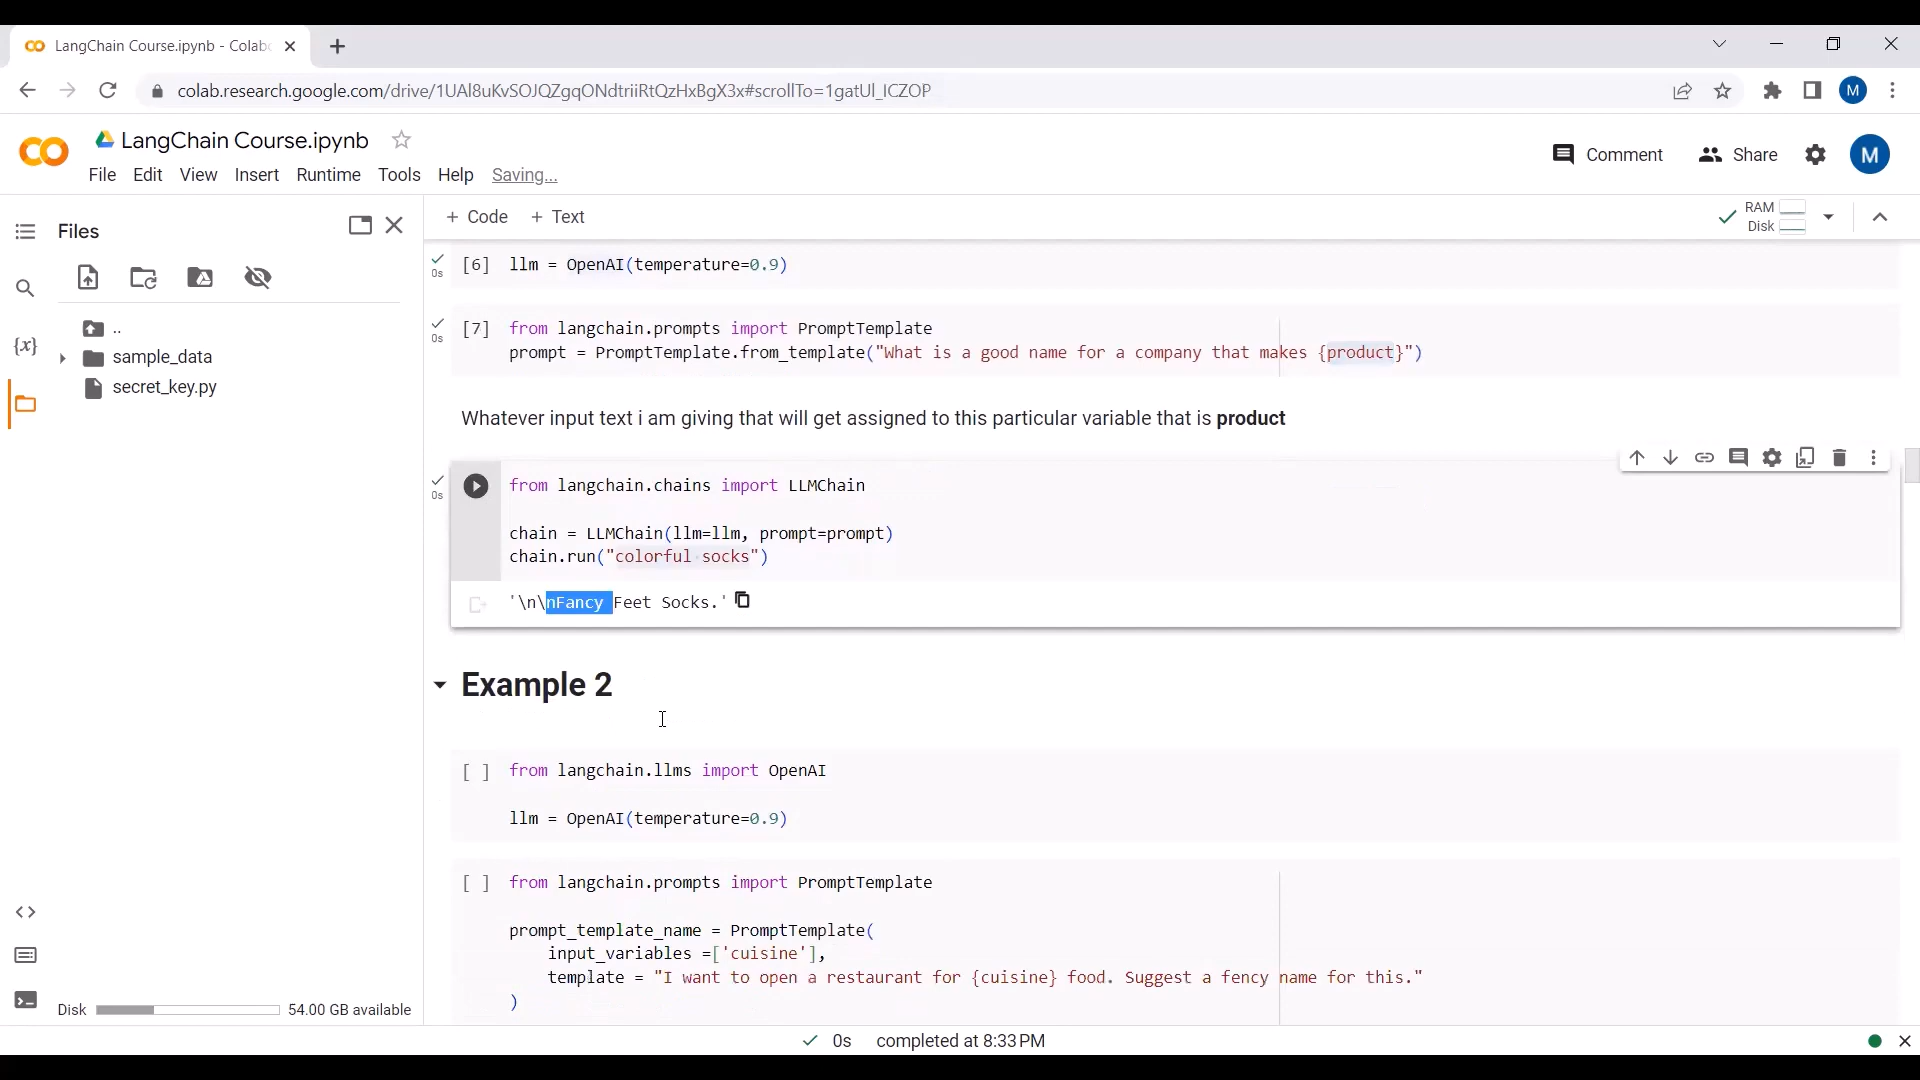 LangChain Course.ipynb - Colab
colab.research.google.com/drive/1UAl8uKvSOJQZgqONdtriiRtQzHxBgX3x#scrollTo=1gatUl_ICZOP
M
LangChain Course.ipynb
Comment
Share
M
File Edit View Insert Runtime Tools Help Saving...
Files
+ Code + Text
RAM
Disk
..
sample_data
secret_key.py
{x}
0s
[6] llm = OpenAI(temperature=0.9)
0s
[7] from langchain.prompts import PromptTemplate
prompt = PromptTemplate.from_template("What is a good name for a company that makes {product}")
Whatever input text i am giving that will get assigned to this particular variable that is product
0s
from langchain.chains import LLMChain
chain = LLMChain(llm=llm, prompt=prompt)
chain.run("colorful socks")
'\n\nFancy Feet Socks.'
Example 2
[ ] from langchain.llms import OpenAI
llm = OpenAI(temperature=0.9)
[ ] from langchain.prompts import PromptTemplate
prompt_template_name = PromptTemplate(
input_variables =['cuisine'],
template = "I want to open a restaurant for {cuisine} food. Suggest a fency name for this."
)
Disk 54.00 GB available
0s completed at 8:33 PM